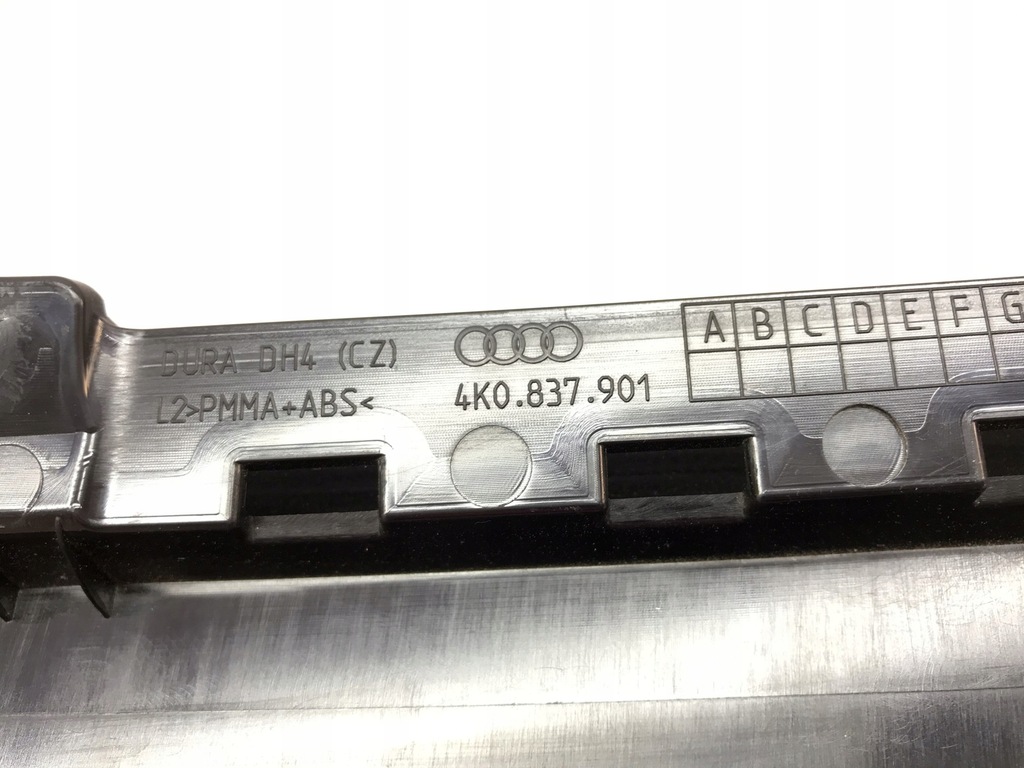 DURA DH4 (CZ)
L2>PMMA+ABS<
4K0.837.901
A B C D E F G